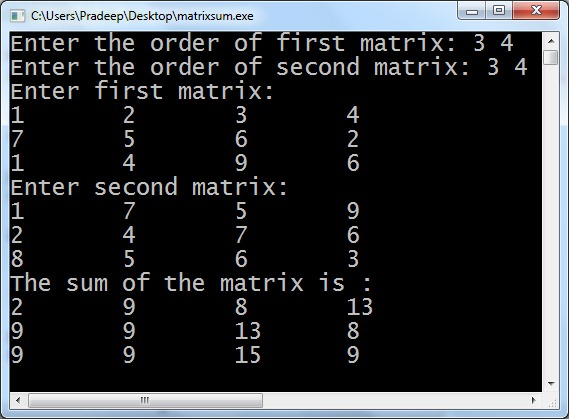 C:\Users\Pradeep\Desktop\matrixsum.exe
Enter the order of first matrix: 3 4
Enter the order of second matrix: 3 4
Enter first matrix:
1 2 3 4
7 5 6 2
1 4 9 6
Enter second matrix:
1 7 5 9
2 4 7 6
8 5 6 3
The sum of the matrix is :
2 9 8 13
9 9 13 8
9 9 15 9